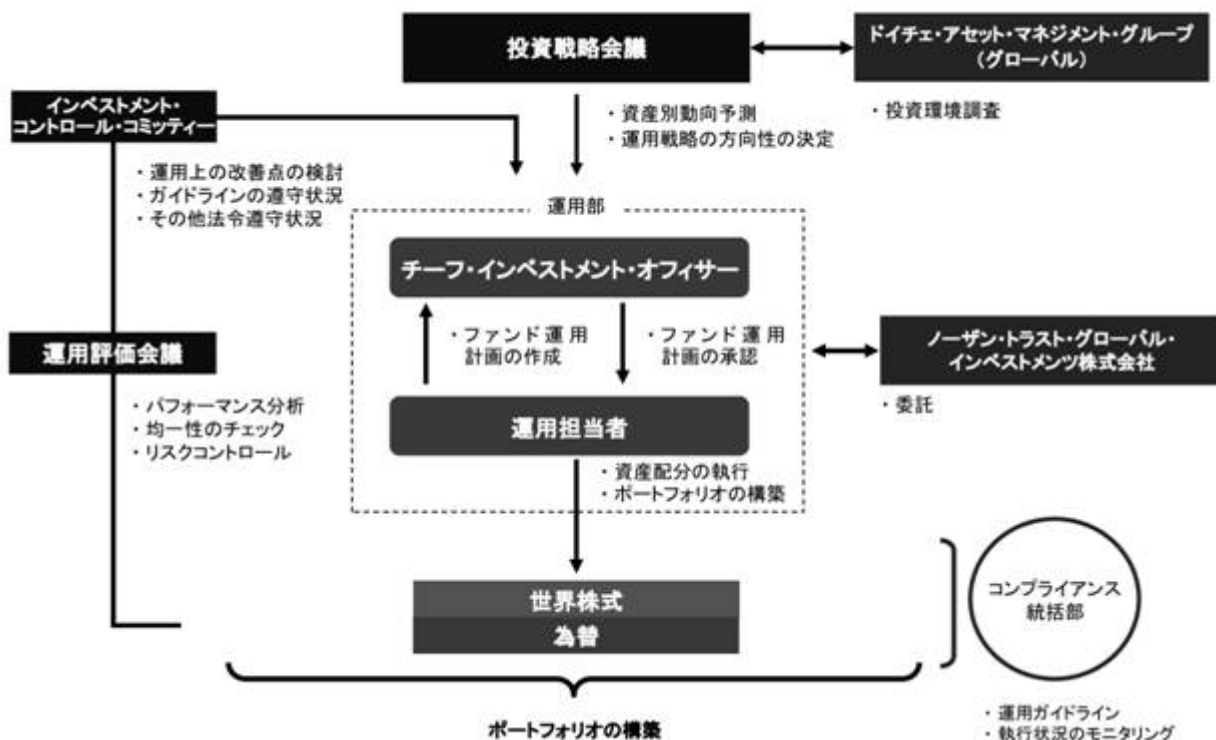 投資戦略会議
ドイチェ・アセット・マネジメント・グループ
（グローバル）
・投資環境調査
インベストメント・
コントロール・コミッティー
・資産別動向予測
・運用戦略の方向性の決定
・運用上の改善点の検討
・ガイドラインの遵守状況
・その他法令遵守状況
運用部
チーフ・インベストメント・オフィサー
・ファンド運用
計画の作成
・ファンド運用
計画の承認
運用評価会議
ノーザン・トラスト・グローバル・
インベストメンツ株式会社
・委託
・パフォーマンス分析
・均一性のチェック
・リスクコントロール
運用担当者
・資産配分の執行
・ポートフォリオの構築
世界株式
為替
コンプライアンス
統括部
ポートフォリオの構築
・運用ガイドライン
・執行状況のモニタリング